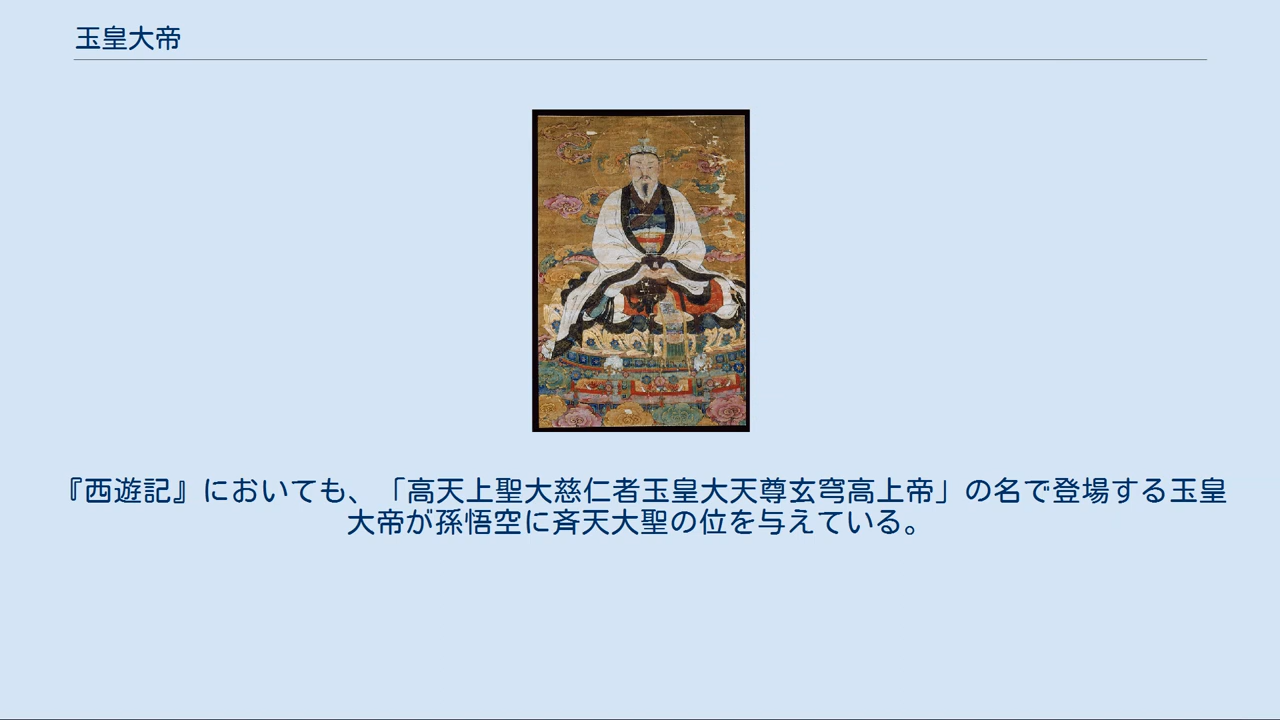 玉皇大帝
『西遊記』においても、「高天上聖大慈仁者玉皇大天尊玄穹高上帝」の名で登場する玉皇
大帝が孫悟空に斉天大聖の位を与えている。